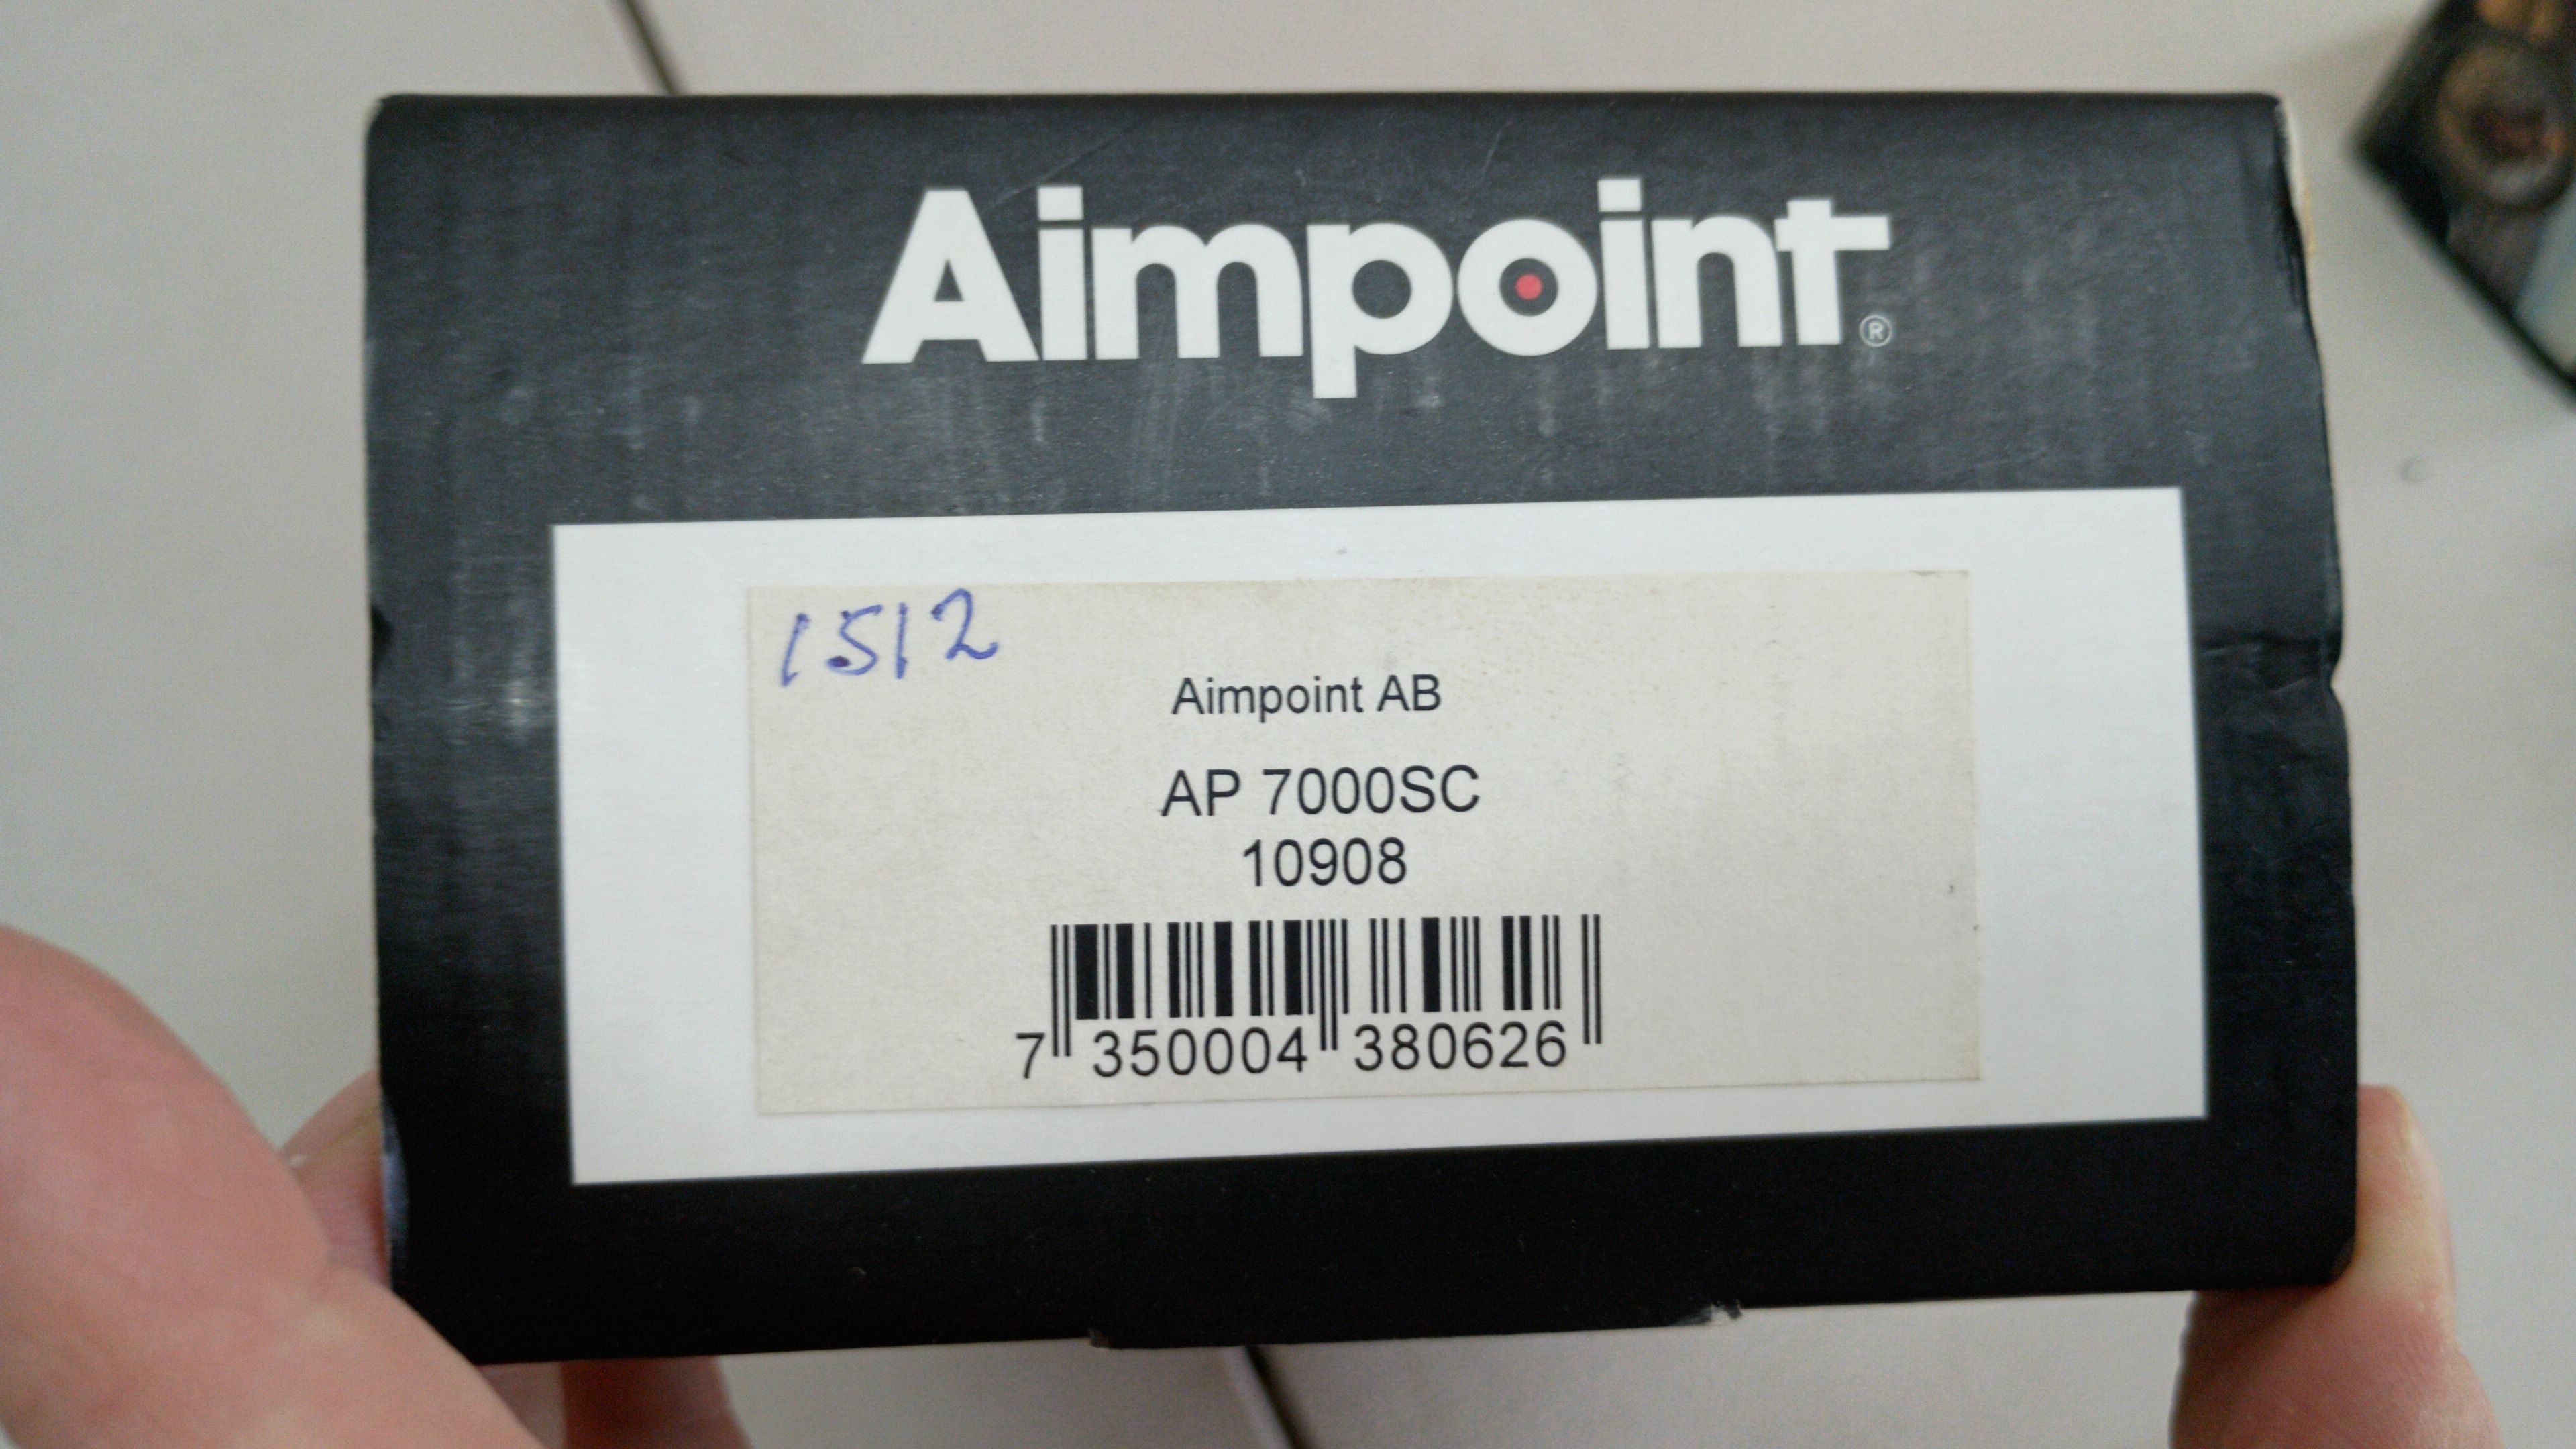 Aimpoint®
1512
Aimpoint AB
AP 7000SC
10908
7 350004 380626